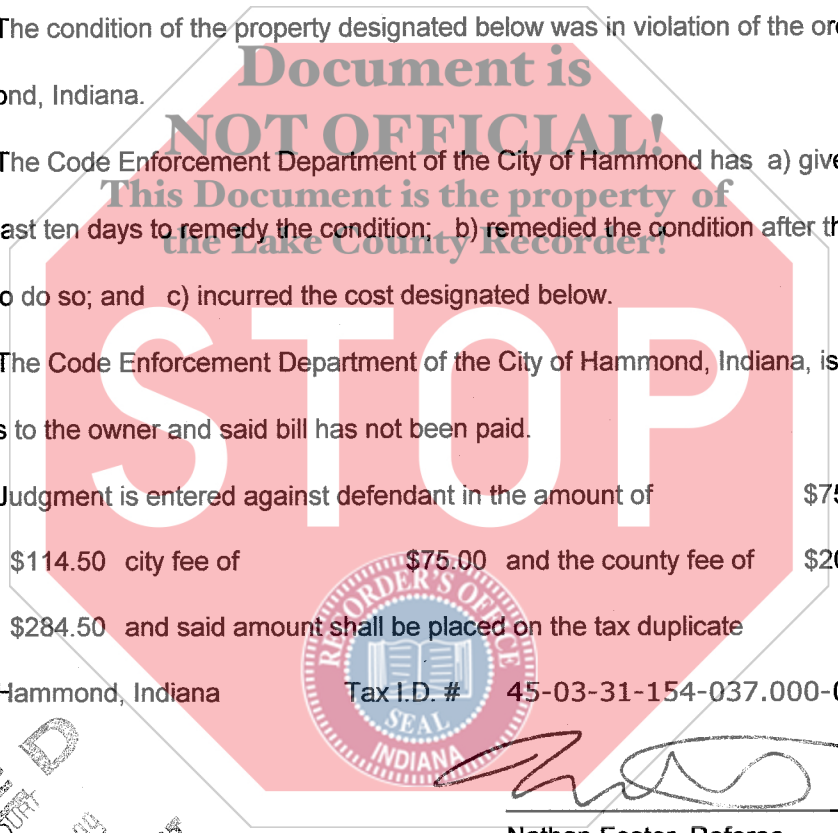 The condition of the property designated below was in violation of the or
Document is
ond, Indiana.
NOT OFFICIAL!
The Code Enforcement Department of the City of Hammond has a) give
This Document is the property of
ast ten days to remedy the condition; b) remedied the condition after th
the Lake County Recorder!
o do so; and c) incurred the cost designated below.
STOP
The Code Enforcement Department of the City of Hammond, Indiana, is
s to the owner and said bill has not been paid.
Judgment is entered against defendant in the amount of $75
$114.50 city fee of $75.00 and the county fee of $20
$284.50 and said amount shall be placed on the tax duplicate
Hammond, Indiana Tax I.D. # 45-03-31-154-037.000-0
RECORDER'S OFFICE
SEAL
INDIANA
Nathan Foster, Referee